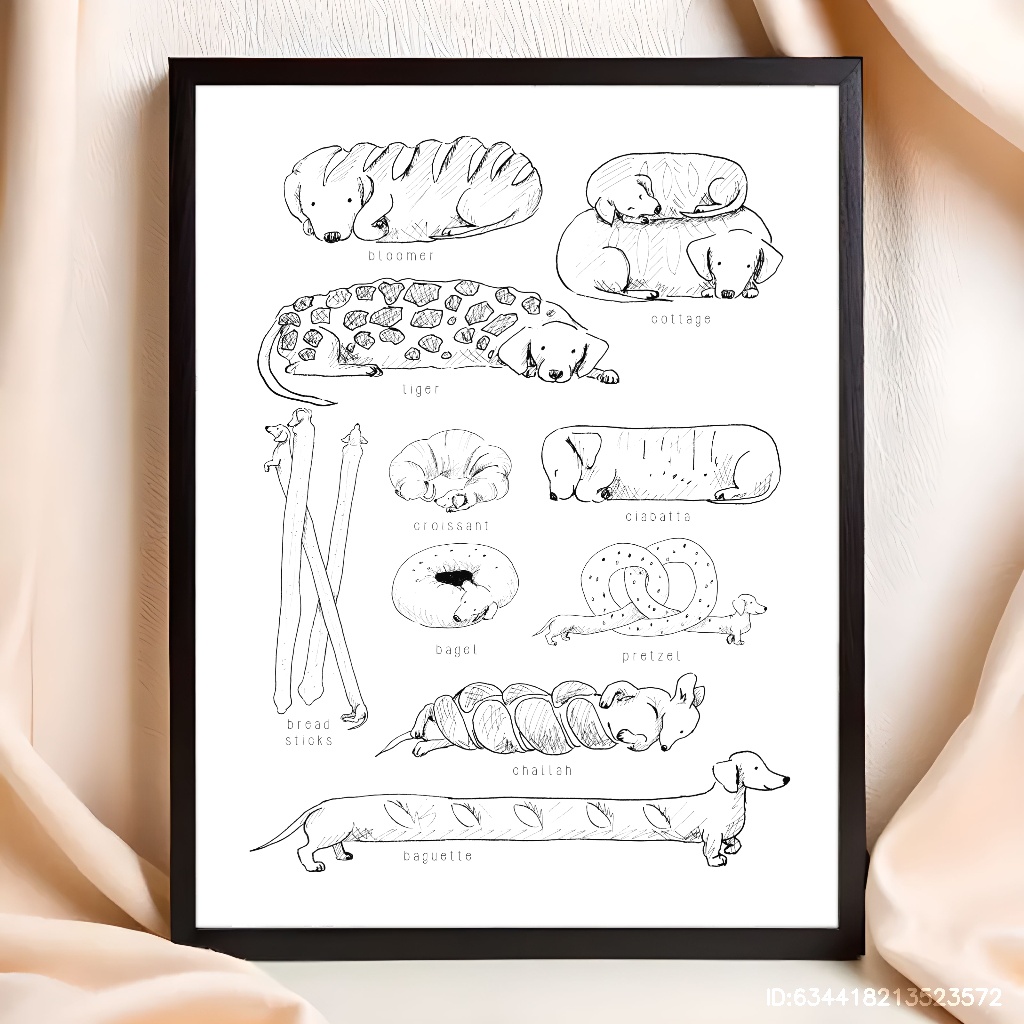 bloomer
cottage
tiger
croissant
ciabatta
bagel
pretzel
bread
sticks
challah
baguette
ID:634418213523572